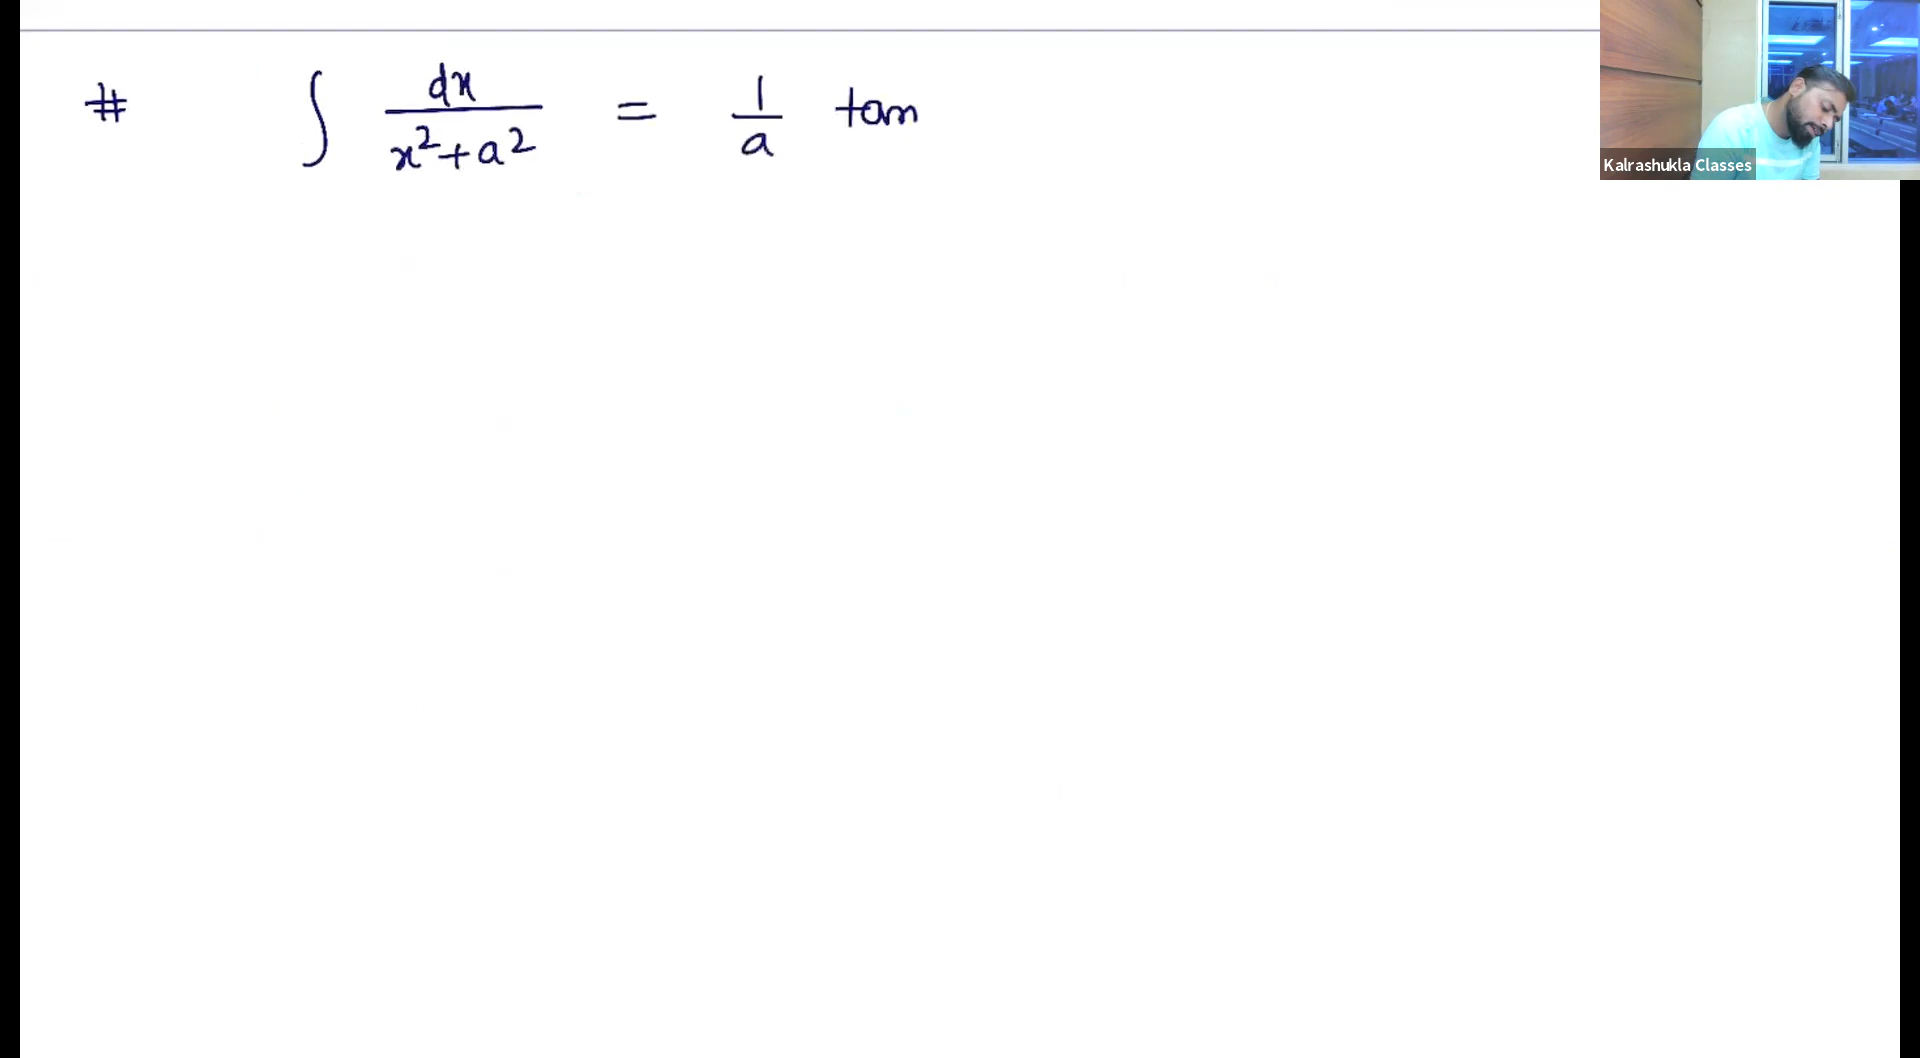 # ∫ dx/(x²+a²) = 1/a tan
Kalrashukla Classes